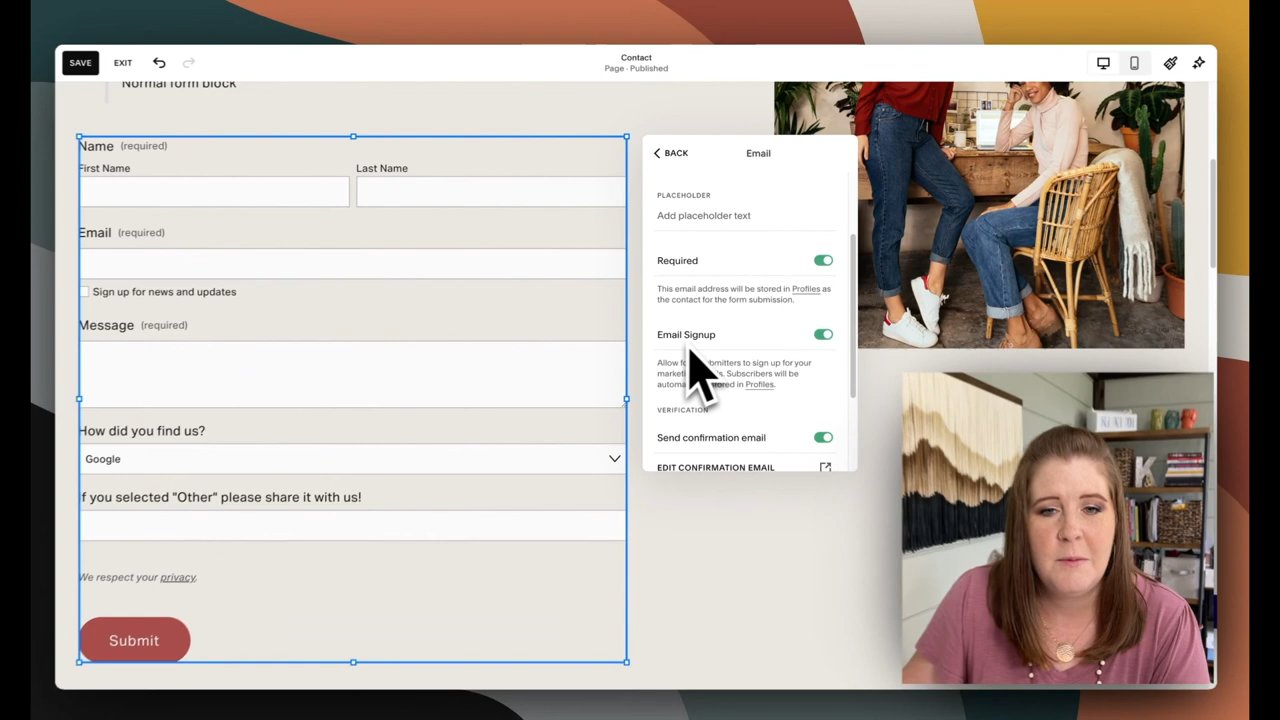 SAVE
EXIT
Contact
Page · Published
Normal form block
Name (required)
First Name
Last Name
Email (required)
Sign up for news and updates
Message (required)
How did you find us?
Google
If you selected "Other" please share it with us!
We respect your privacy.
Submit
BACK
Email
PLACEHOLDER
Add placeholder text
Required
This email address will be stored in Profiles as
the contact for the form submission.
Email Signup
Allow submitters to sign up for your
Subscribers will be
stored in Profiles.
VERIFICATION
Send confirmation email
EDIT CONFIRMATION EMAIL
K